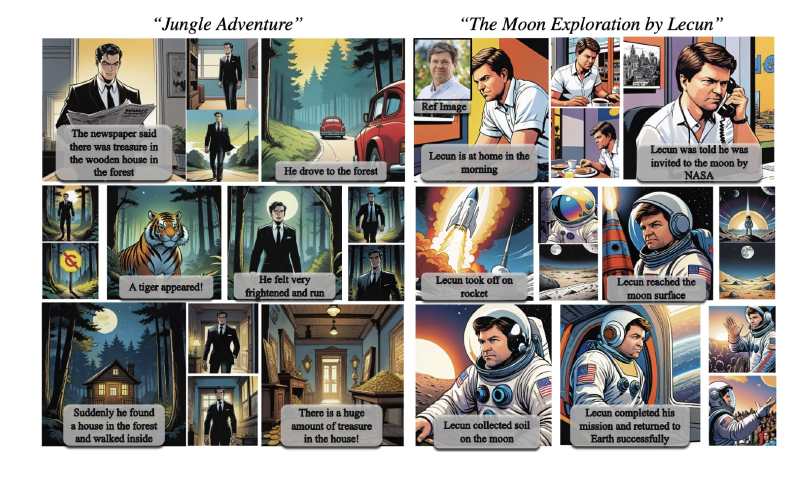 “Jungle Adventure”
“The Moon Exploration by Lecun”
The newspaper said
there was treasure in
the wooden house in
the forest
He drove to the forest
Ref Image
Lecun is at home in the
morning
Lecun was told he was
invited to the moon by
NASA
A tiger appeared!
He felt very
frightened and run
Lecun took off on
rocket
Lecun reached the
moon surface
Suddenly he found
a house in the forest
and walked inside
There is a huge
amount of treasure
in the house!
Lecun collected soil
on the moon
Lecun completed his
mission and returned to
Earth successfully